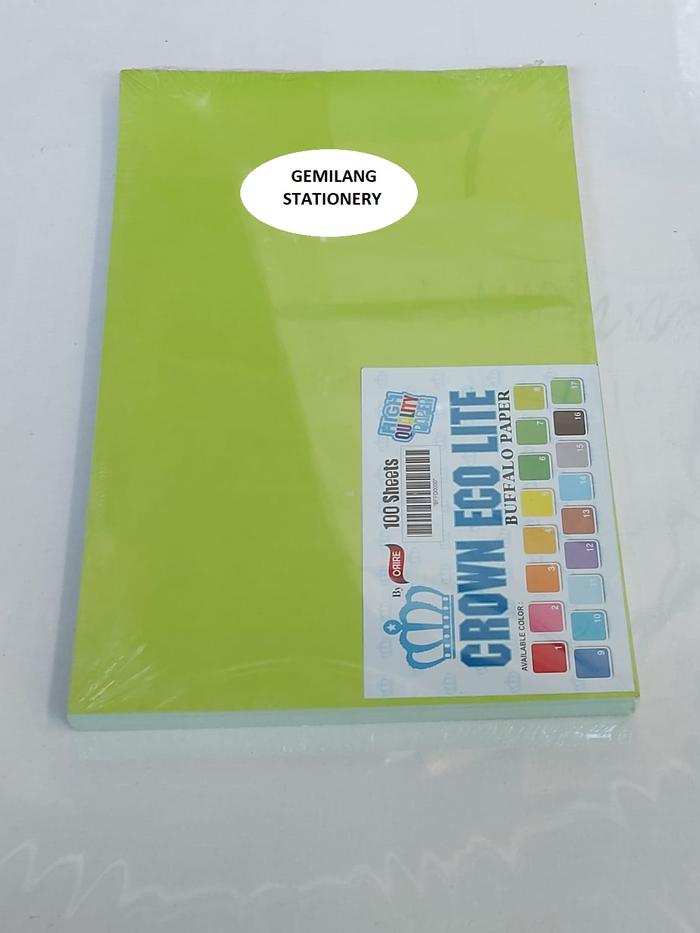 GEMILANG
STATIONERY
HIGH
QUALITY
PAPER
100 Sheets
By ORIRE
CROWN ECO LITE
BUFFALO PAPER
AVAILABLE COLOR :
1
2
3
4
5
6
7
8
9
10
11
12
13
14
15
16
17